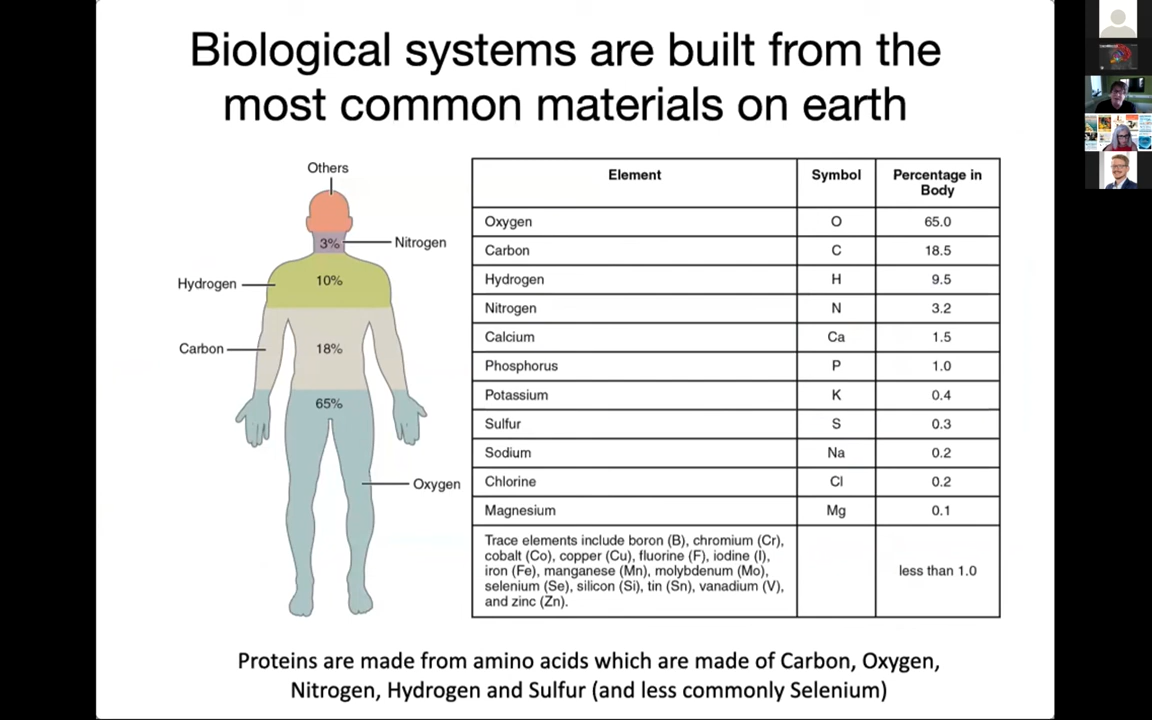 Biological systems are built from the
most common materials on earth
Others
3%
Nitrogen
Hydrogen
10%
Carbon
18%
65%
Oxygen
Element Symbol Percentage in
Body
Oxygen O 65.0
Carbon C 18.5
Hydrogen H 9.5
Nitrogen N 3.2
Calcium Ca 1.5
Phosphorus P 1.0
Potassium K 0.4
Sulfur S 0.3
Sodium Na 0.2
Chlorine Cl 0.2
Magnesium Mg 0.1
Trace elements include boron (B), chromium (Cr),
cobalt (Co), copper (Cu), fluorine (F), iodine (I),
iron (Fe), manganese (Mn), molybdenum (Mo),
selenium (Se), silicon (Si), tin (Sn), vanadium (V),
and zinc (Zn).
less than 1.0
Proteins are made from amino acids which are made of Carbon, Oxygen,
Nitrogen, Hydrogen and Sulfur (and less commonly Selenium)